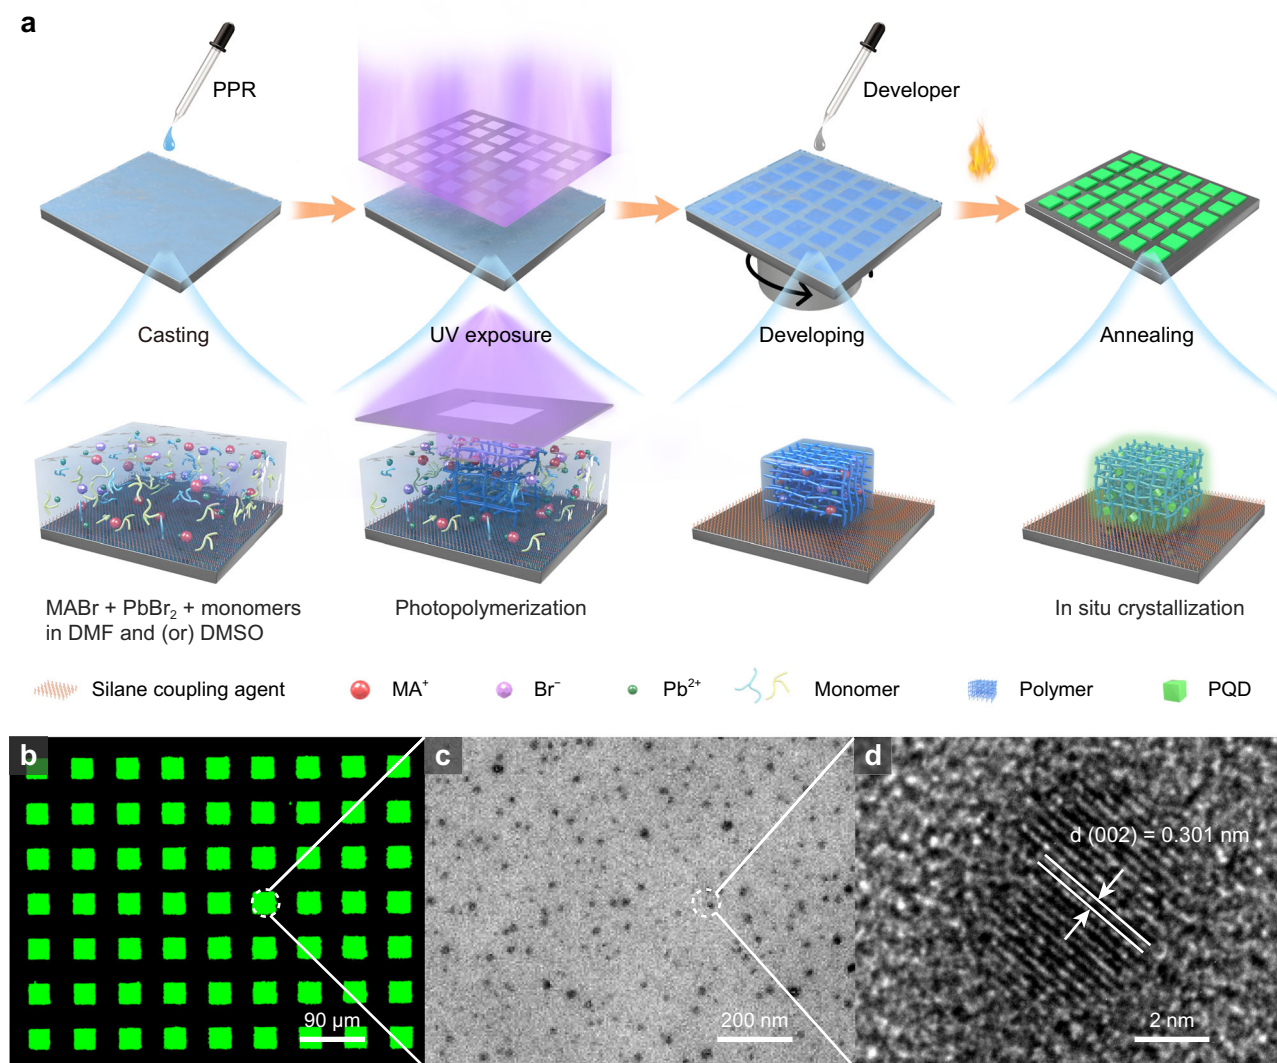 a
PPR
Developer
Casting
UV exposure
Developing
Annealing
MABr + PbBr₂ + monomers
in DMF and (or) DMSO
Photopolymerization
In situ crystallization
Silane coupling agent
MA⁺
Br⁻
Pb²⁺
Monomer
Polymer
PQD
b
90 µm
c
200 nm
d
d (002) = 0.301 nm
2 nm